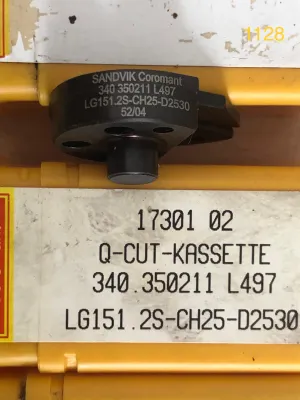 1128
SANDVIK Coromant
340 350211 L497
LG151.2S-CH25-D2530
52/04
17301 02
Q-CUT-KASSETTE
340.350211 L497
LG151.2S-CH25-D2530